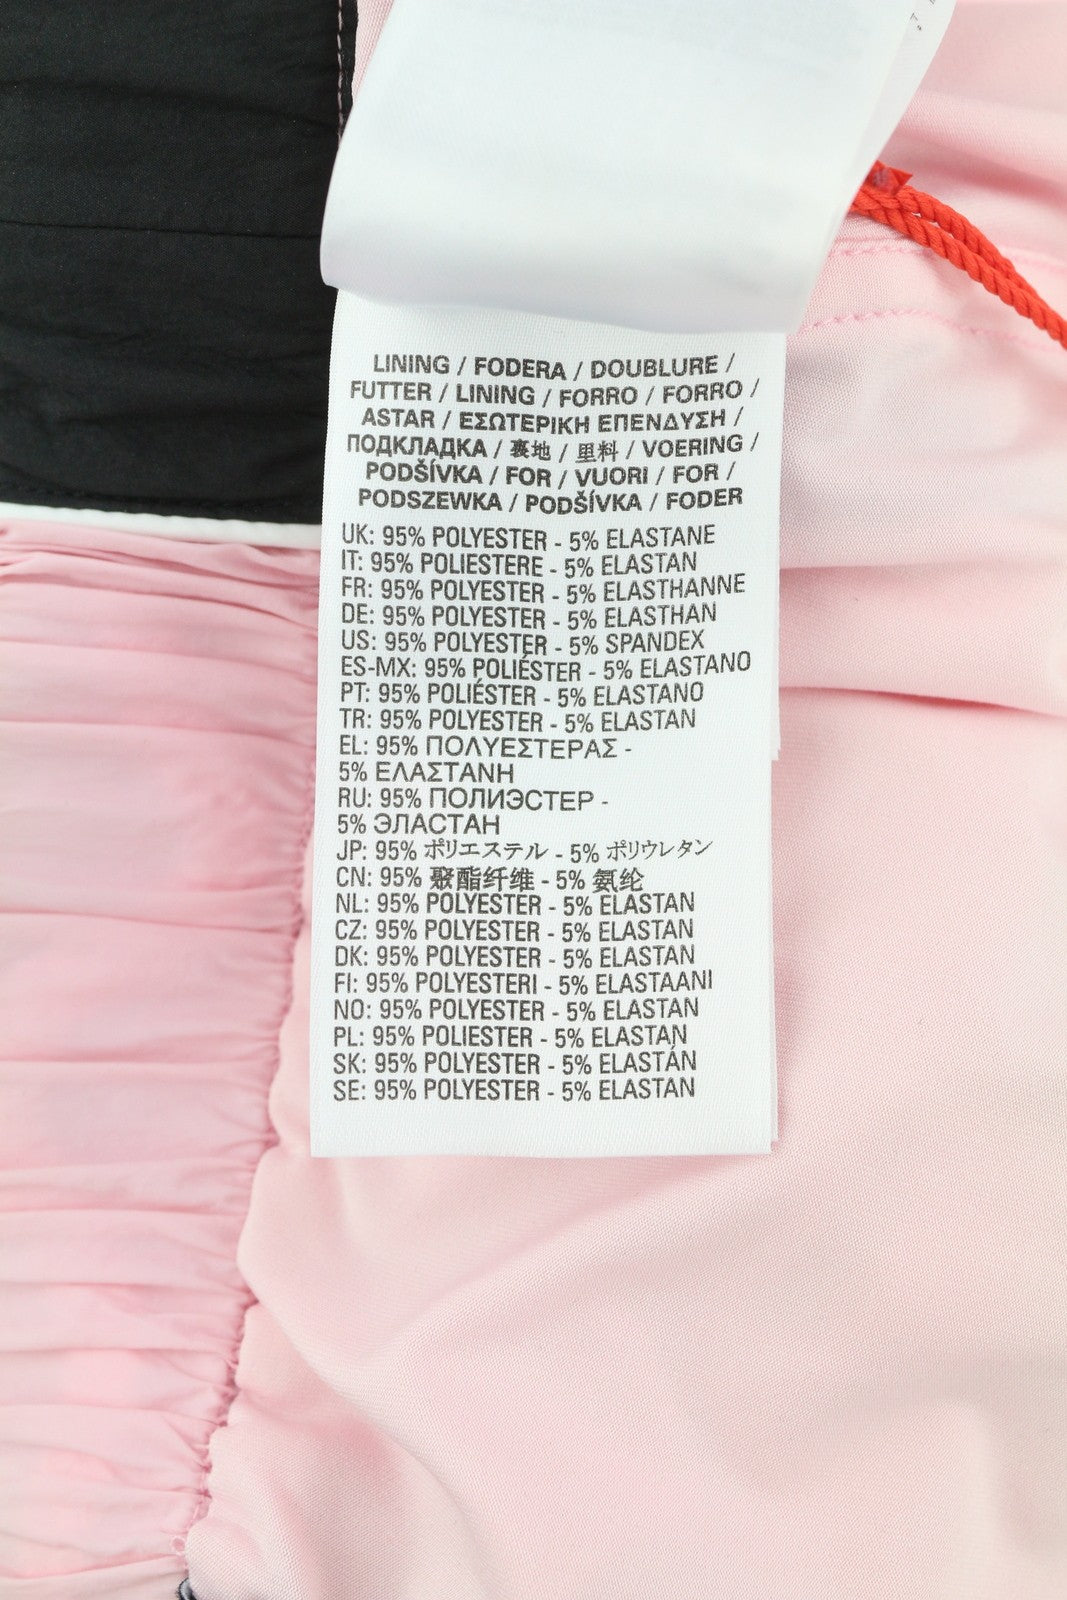 LINING / FODERA / DOUBLURE /
FUTTER / LINING / FORRO / FORRO /
ASTAR / ΕΣΩΤΕΡΙΚΗ ΕΠΕΝΔΥΣΗ /
ПОДКЛАДКА / 裏地 / 里料 / VOERING /
PODŠÍVKA / FOR / VUORI / FOR /
PODSZEWKA / PODŠÍVKA / FODER
UK: 95% POLYESTER - 5% ELASTANE
IT: 95% POLIESTERE - 5% ELASTAN
FR: 95% POLYESTER - 5% ELASTHANNE
DE: 95% POLYESTER - 5% ELASTHAN
US: 95% POLYESTER - 5% SPANDEX
ES-MX: 95% POLIÉSTER - 5% ELASTANO
PT: 95% POLIÉSTER - 5% ELASTANO
TR: 95% POLYESTER - 5% ELASTAN
EL: 95% ΠΟΛΥΕΣΤΕΡΑΣ -
5% ΕΛΑΣΤΑΝΗ
RU: 95% ПОЛИЭСТЕР -
5% ЭЛАСТАН
JP: 95% ポリエステル - 5% ポリウレタン
CN: 95% 聚酯纤维 - 5% 氨纶
NL: 95% POLYESTER - 5% ELASTAN
CZ: 95% POLYESTER - 5% ELASTAN
DK: 95% POLYESTER - 5% ELASTAN
FI: 95% POLYESTERI - 5% ELASTAANI
NO: 95% POLYESTER - 5% ELASTAN
PL: 95% POLIESTER - 5% ELASTAN
SK: 95% POLYESTER - 5% ELASTÁN
SE: 95% POLYESTER - 5% ELASTAN